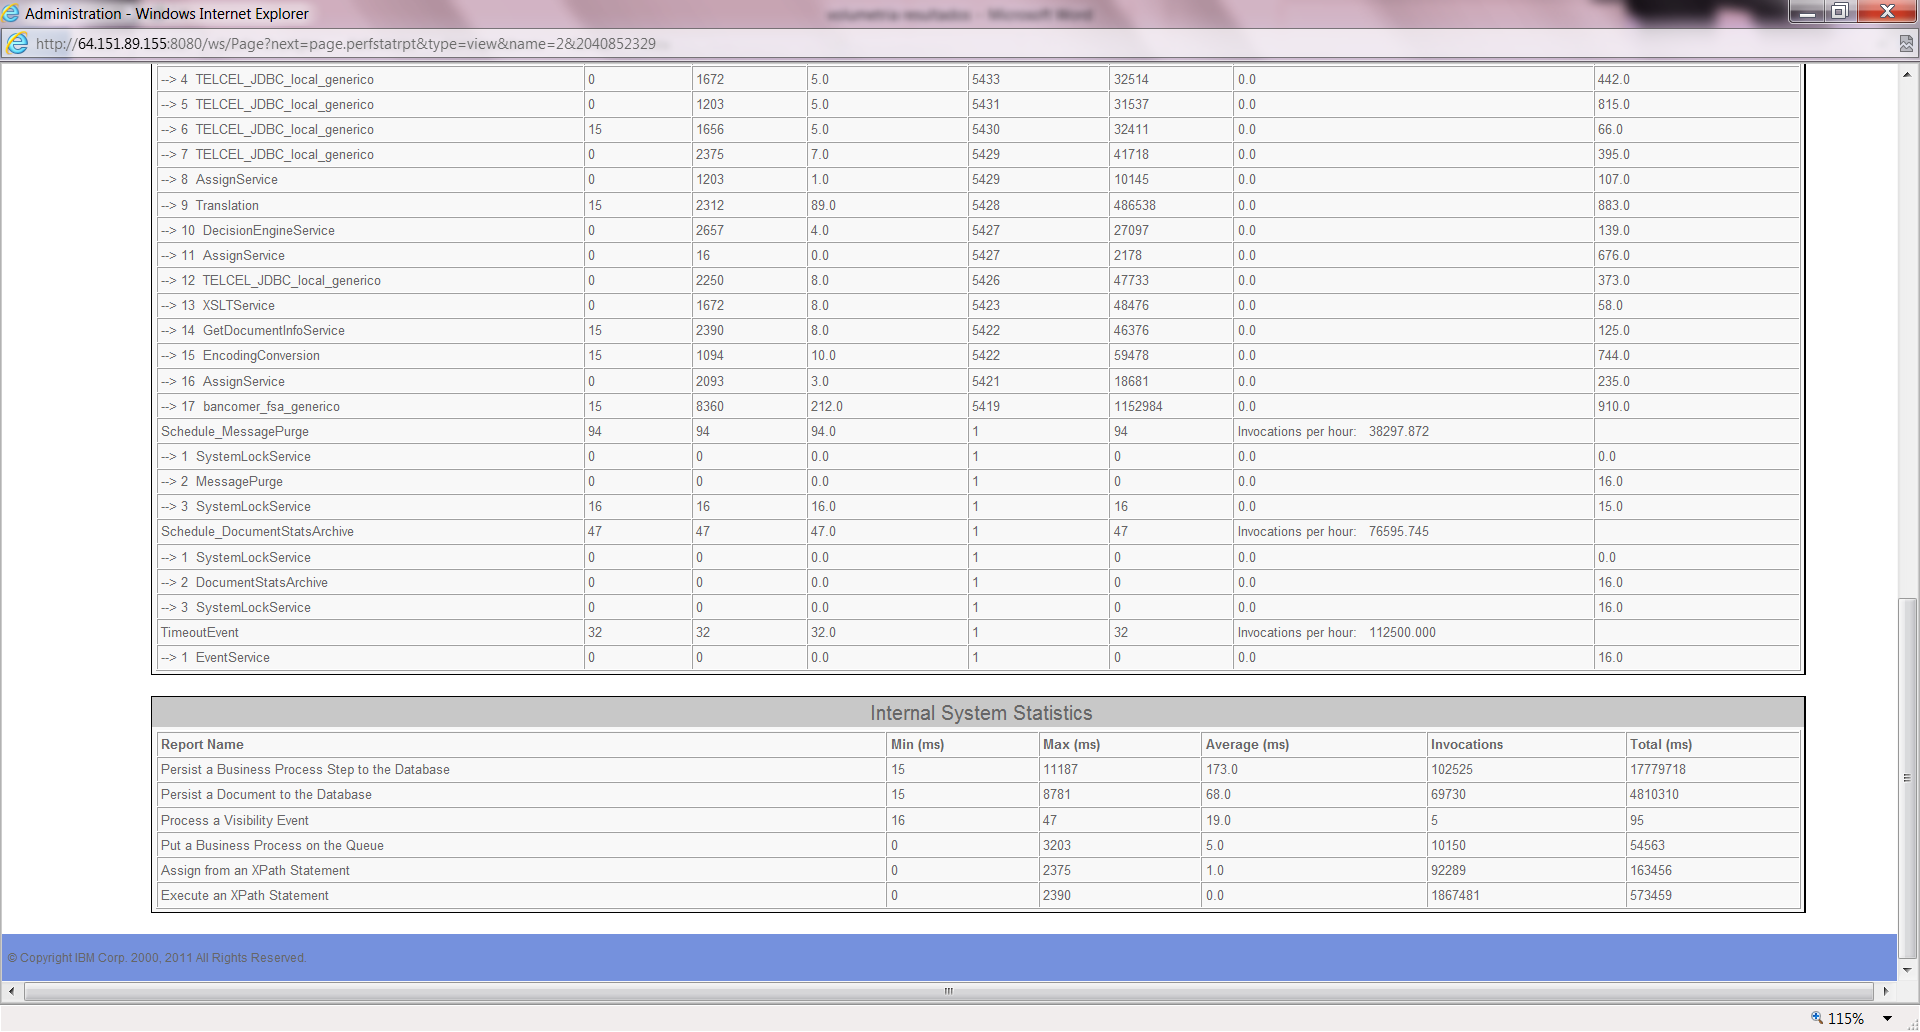 Administration - Windows Internet Explorer
volumetria resultados - Microsoft Word
http://64.151.89.155:8080/ws/Page?next=page.perfstatrpt&type=view&name=2&2040852329
--> 4 TELCEL_JDBC_local_generico 0 1672 5.0 5433 32514 0.0 442.0
--> 5 TELCEL_JDBC_local_generico 0 1203 5.0 5431 31537 0.0 815.0
--> 6 TELCEL_JDBC_local_generico 15 1656 5.0 5430 32411 0.0 66.0
--> 7 TELCEL_JDBC_local_generico 0 2375 7.0 5429 41718 0.0 395.0
--> 8 AssignService 0 1203 1.0 5429 10145 0.0 107.0
--> 9 Translation 15 2312 89.0 5428 486538 0.0 883.0
--> 10 DecisionEngineService 0 2657 4.0 5427 27097 0.0 139.0
--> 11 AssignService 0 16 0.0 5427 2178 0.0 676.0
--> 12 TELCEL_JDBC_local_generico 0 2250 8.0 5426 47733 0.0 373.0
--> 13 XSLTService 0 1672 8.0 5423 48476 0.0 58.0
--> 14 GetDocumentInfoService 15 2390 8.0 5422 46376 0.0 125.0
--> 15 EncodingConversion 15 1094 10.0 5422 59478 0.0 744.0
--> 16 AssignService 0 2093 3.0 5421 18681 0.0 235.0
--> 17 bancomer_fsa_generico 15 8360 212.0 5419 1152984 0.0 910.0
Schedule_MessagePurge 94 94 94.0 1 94 Invocations per hour: 38297.872
--> 1 SystemLockService 0 0 0.0 1 0 0.0 0.0
--> 2 MessagePurge 0 0 0.0 1 0 0.0 16.0
--> 3 SystemLockService 16 16 16.0 1 16 0.0 15.0
Schedule_DocumentStatsArchive 47 47 47.0 1 47 Invocations per hour: 76595.745
--> 1 SystemLockService 0 0 0.0 1 0 0.0 0.0
--> 2 DocumentStatsArchive 0 0 0.0 1 0 0.0 16.0
--> 3 SystemLockService 0 0 0.0 1 0 0.0 16.0
TimeoutEvent 32 32 32.0 1 32 Invocations per hour: 112500.000
--> 1 EventService 0 0 0.0 1 0 0.0 16.0
Internal System Statistics
Report Name Min (ms) Max (ms) Average (ms) Invocations Total (ms)
Persist a Business Process Step to the Database 15 11187 173.0 102525 17779718
Persist a Document to the Database 15 8781 68.0 69730 4810310
Process a Visibility Event 16 47 19.0 5 95
Put a Business Process on the Queue 0 3203 5.0 10150 54563
Assign from an XPath Statement 0 2375 1.0 92289 163456
Execute an XPath Statement 0 2390 0.0 1867481 573459
© Copyright IBM Corp. 2000, 2011 All Rights Reserved.
115%